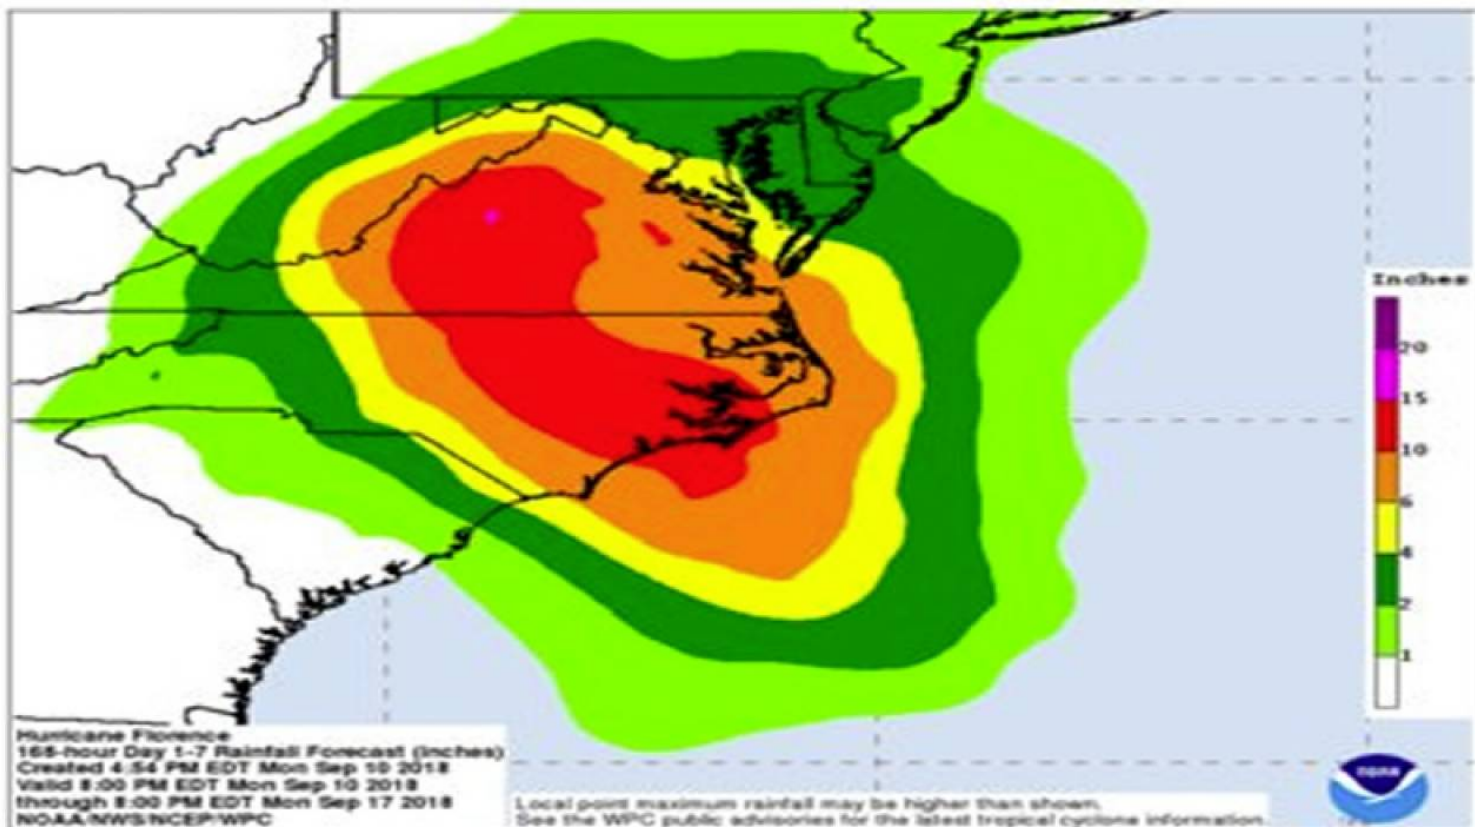 Inches
20
15
10
6
4
2
1
Hurricane Florence
168-hour Day 1-7 Rainfall Forecast (Inches)
Created 4:54 PM EDT Mon Sep 10 2018
Valid 8:00 PM EDT Mon Sep 10 2018
through 8:00 PM EDT Mon Sep 17 2018
NOAA/NWS/NCEP/WPC
Local point maximum rainfall may be higher than shown.
See the WPC public advisories for the latest tropical cyclone information.
noaa